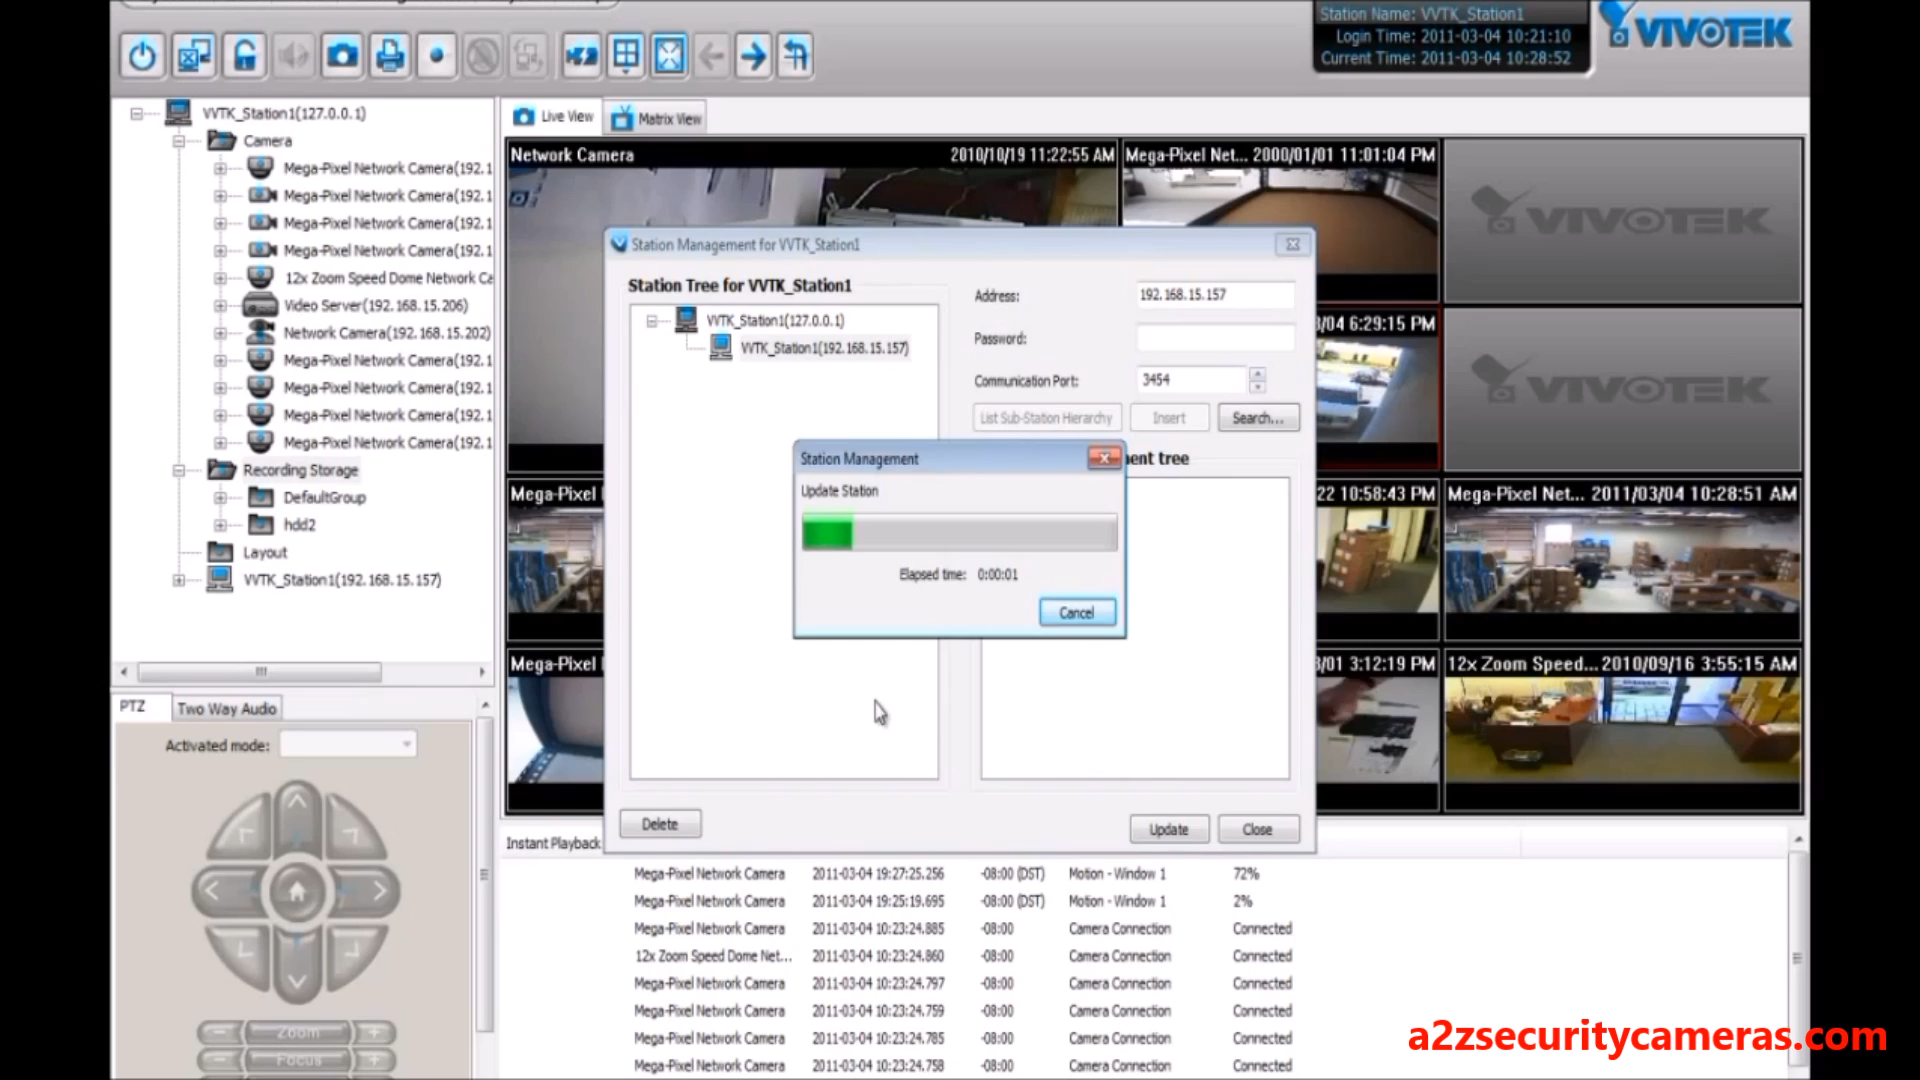 Station Name: VVTK_Station1
Login Time: 2011-03-04 10:21:10
Current Time: 2011-03-04 10:28:52
VIVOTEK
VVTK_Station1(127.0.0.1)
Camera
Mega-Pixel Network Camera(192.1
Mega-Pixel Network Camera(192.1
Mega-Pixel Network Camera(192.1
Mega-Pixel Network Camera(192.1
12x Zoom Speed Dome Network Ca
Video Server(192.168.15.206)
Network Camera(192.168.15.202)
Mega-Pixel Network Camera(192.1
Mega-Pixel Network Camera(192.1
Mega-Pixel Network Camera(192.1
Mega-Pixel Network Camera(192.1
Recording Storage
DefaultGroup
hdd2
Layout
VVTK_Station1(192.168.15.157)
PTZ
Two Way Audio
Activated mode:
Zoom
Focus
Live View
Matrix View
Network Camera 2010/10/19 11:22:55 AM
Mega-Pixel Net... 2000/01/01 11:01:04 PM
VIVOTEK
/04 6:29:15 PM
VIVOTEK
Mega-Pixel
22 10:58:43 PM
Mega-Pixel Net... 2011/03/04 10:28:51 AM
Mega-Pixel
/01 3:12:19 PM
12x Zoom Speed... 2010/09/16 3:55:15 AM
Station Management for VVTK_Station1
Station Tree for VVTK_Station1
VVTK_Station1(127.0.0.1)
VVTK_Station1(192.168.15.157)
Address: 192.168.15.157
Password:
Communication Port: 3454
List Sub-Station Hierarchy
Insert
Search...
ent tree
Station Management
Update Station
Elapsed time: 0:00:01
Cancel
Delete
Update
Close
Instant Playback
Mega-Pixel Network Camera 2011-03-04 19:27:25.256 -08:00 (DST) Motion - Window 1 72%
Mega-Pixel Network Camera 2011-03-04 19:25:19.695 -08:00 (DST) Motion - Window 1 2%
Mega-Pixel Network Camera 2011-03-04 10:23:24.885 -08:00 Camera Connection Connected
12x Zoom Speed Dome Net... 2011-03-04 10:23:24.860 -08:00 Camera Connection Connected
Mega-Pixel Network Camera 2011-03-04 10:23:24.797 -08:00 Camera Connection Connected
Mega-Pixel Network Camera 2011-03-04 10:23:24.759 -08:00 Camera Connection Connected
Mega-Pixel Network Camera 2011-03-04 10:23:24.785 -08:00 Camera Connection Connected
Mega-Pixel Network Camera 2011-03-04 10:23:24.758 -08:00 Camera Connection Connected
a2zsecuritycameras.com